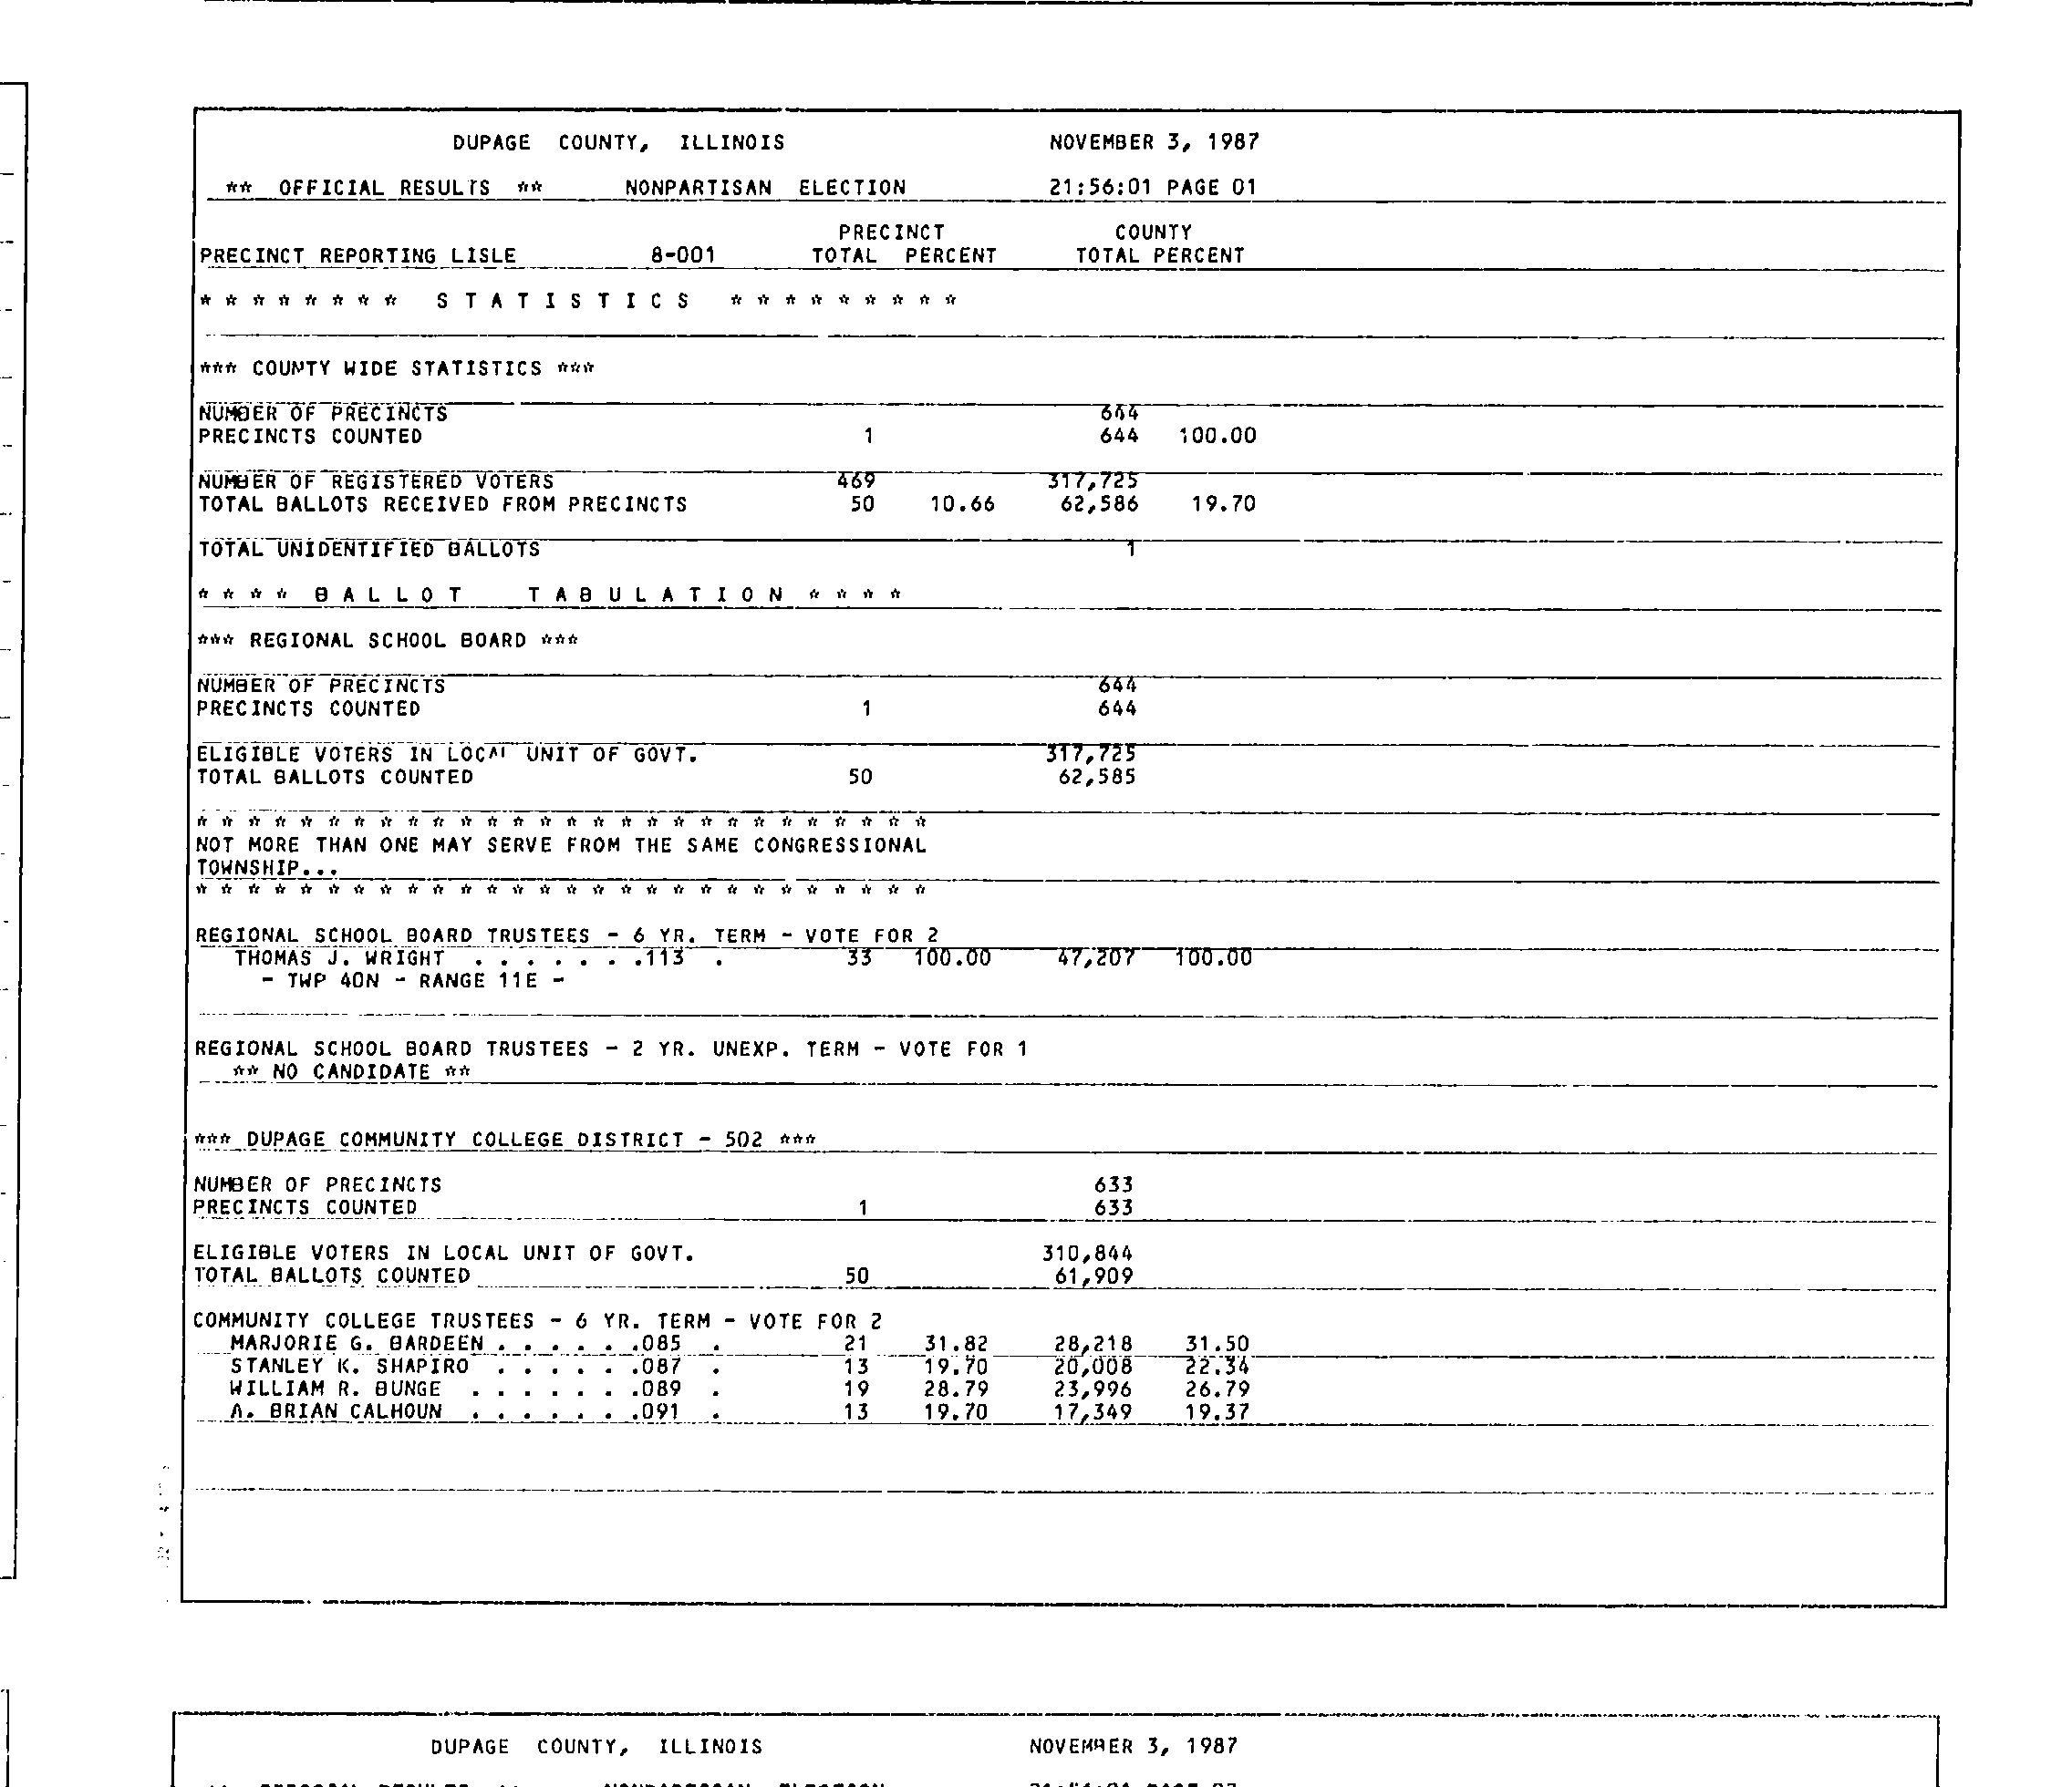 DUPAGE COUNTY, ILLINOIS NOVEMBER 3, 1987
** OFFICIAL RESULTS ** NONPARTISAN ELECTION 21:56:01 PAGE 01
PRECINCT COUNTY
PRECINCT REPORTING LISLE 8-001 TOTAL PERCENT TOTAL PERCENT
* * * * * * * * S T A T I S T I C S * * * * * * * * *
*** COUNTY WIDE STATISTICS ***
NUMBER OF PRECINCTS 644
PRECINCTS COUNTED 1 644 100.00
NUMBER OF REGISTERED VOTERS 469 317,725
TOTAL BALLOTS RECEIVED FROM PRECINCTS 50 10.66 62,586 19.70
TOTAL UNIDENTIFIED BALLOTS 1
* * * * B A L L O T T A B U L A T I O N * * * *
*** REGIONAL SCHOOL BOARD ***
NUMBER OF PRECINCTS 644
PRECINCTS COUNTED 1 644
ELIGIBLE VOTERS IN LOCAL UNIT OF GOVT. 317,725
TOTAL BALLOTS COUNTED 50 62,585
* * * * * * * * * * * * * * * * * * * * * * * * * * * *
NOT MORE THAN ONE MAY SERVE FROM THE SAME CONGRESSIONAL
TOWNSHIP...
* * * * * * * * * * * * * * * * * * * * * * * * * * * *
REGIONAL SCHOOL BOARD TRUSTEES - 6 YR. TERM - VOTE FOR 2
THOMAS J. WRIGHT . . . . . . .113 . 33 100.00 47,207 100.00
- TWP 40N - RANGE 11E -
REGIONAL SCHOOL BOARD TRUSTEES - 2 YR. UNEXP. TERM - VOTE FOR 1
** NO CANDIDATE **
*** DUPAGE COMMUNITY COLLEGE DISTRICT - 502 ***
NUMBER OF PRECINCTS 633
PRECINCTS COUNTED 1 633
ELIGIBLE VOTERS IN LOCAL UNIT OF GOVT. 310,844
TOTAL BALLOTS COUNTED 50 61,909
COMMUNITY COLLEGE TRUSTEES - 6 YR. TERM - VOTE FOR 2
MARJORIE G. BARDEEN . . . . . .085 . 21 31.82 28,218 31.50
STANLEY K. SHAPIRO . . . . . .087 . 13 19.70 20,008 22.34
WILLIAM R. BUNGE . . . . . . .089 . 19 28.79 23,996 26.79
A. BRIAN CALHOUN . . . . . . .091 . 13 19.70 17,349 19.37
DUPAGE COUNTY, ILLINOIS NOVEMBER 3, 1987